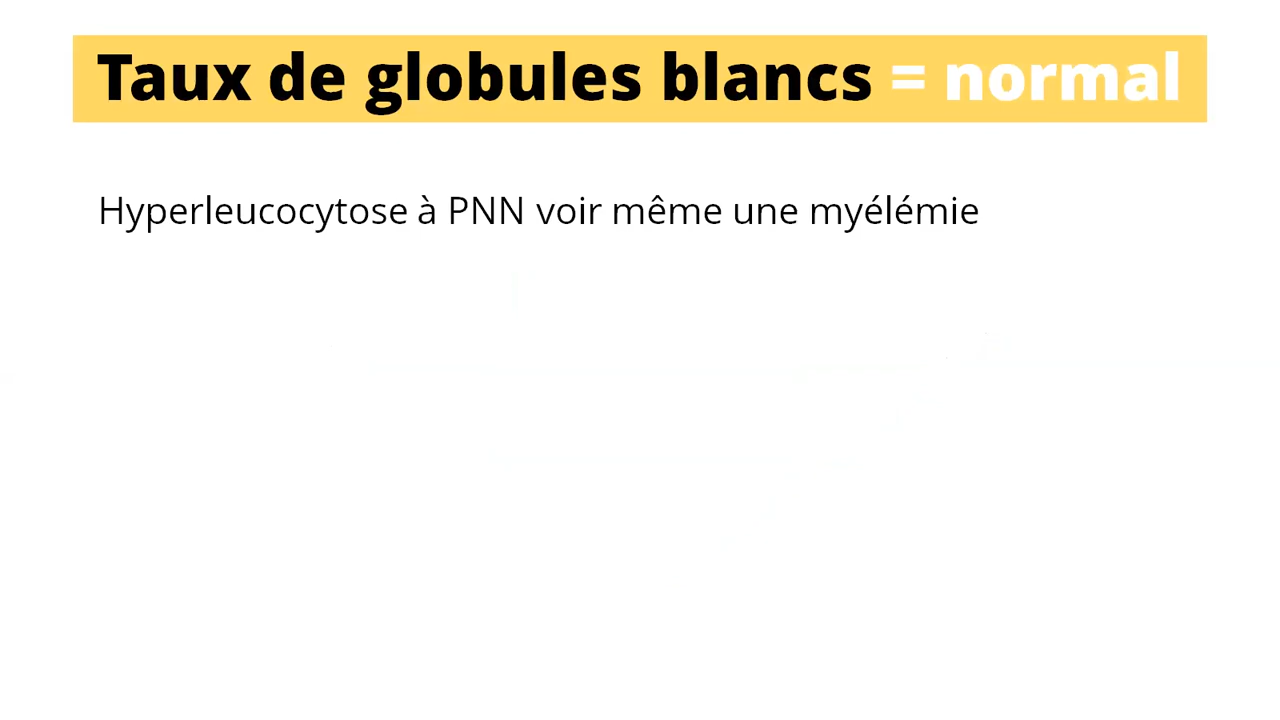 Taux de globules blancs = normal
Hyperleucocytose à PNN voir même une myélémie